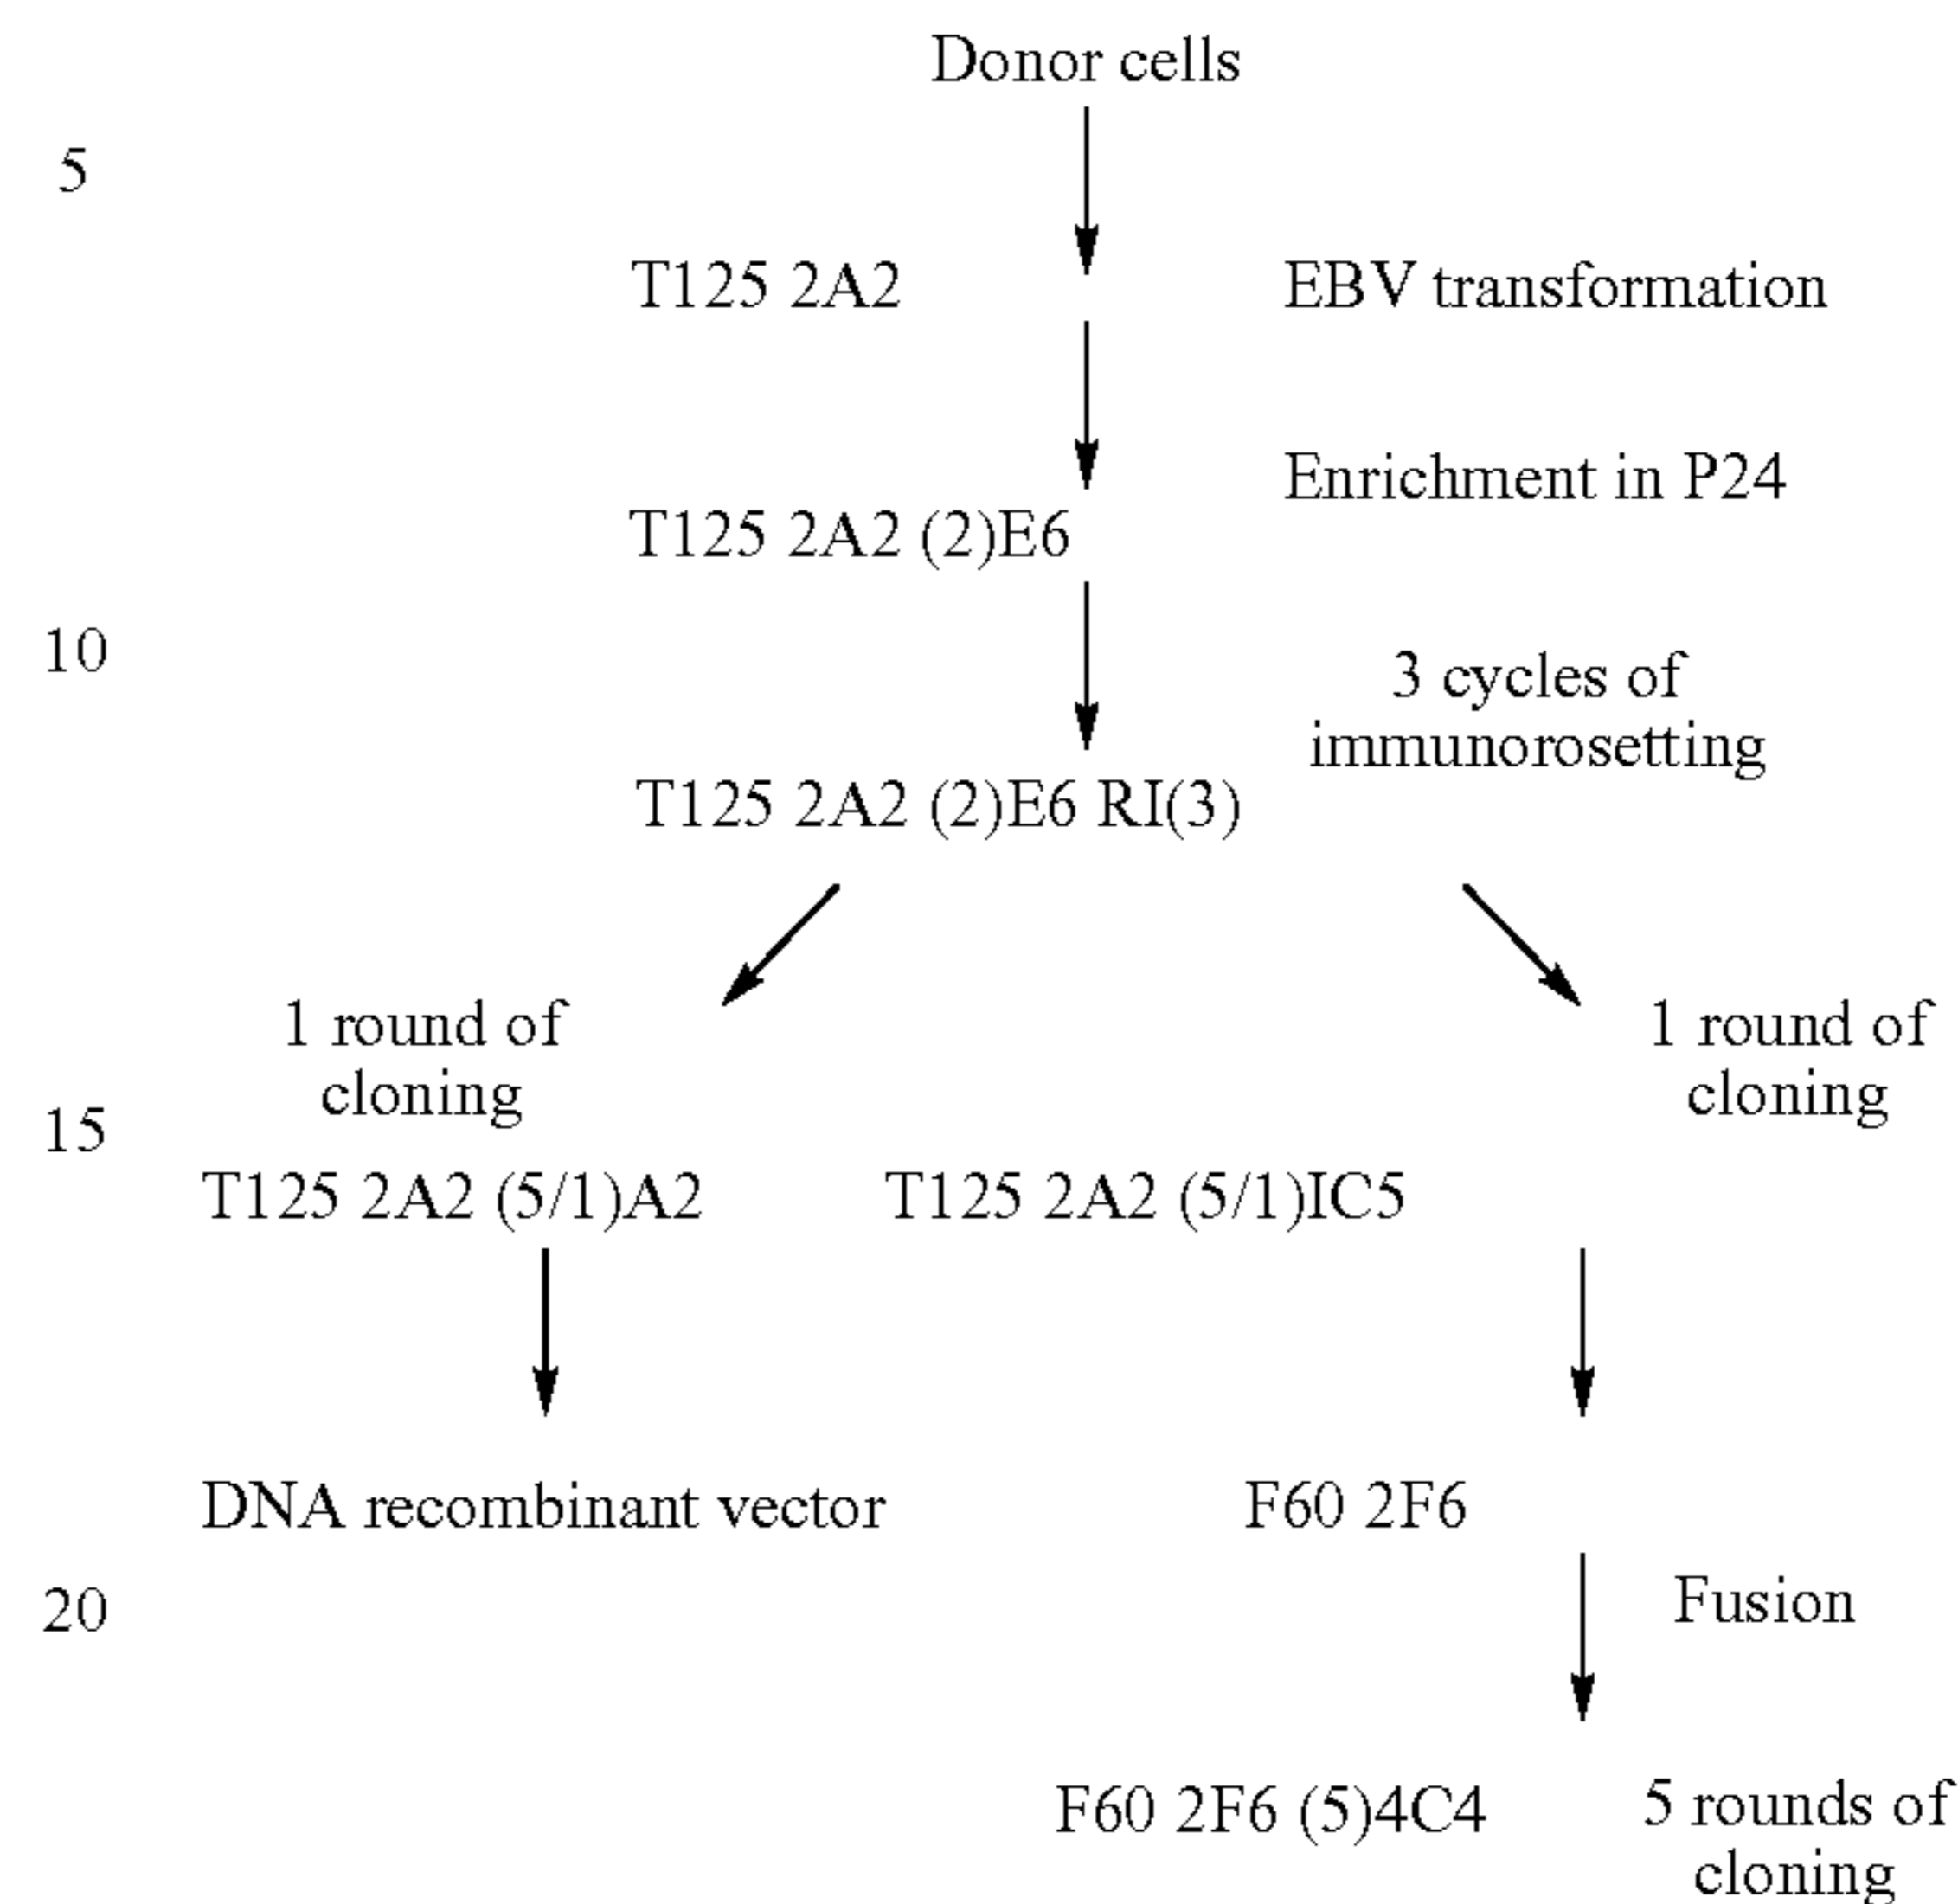 Donor cells
5
T125 2A2 EBV transformation
Enrichment in P24
T125 2A2 (2)E6
10
3 cycles of
immunorosetting
T125 2A2 (2)E6 RI(3)
1 round of 1 round of
cloning cloning
15
T125 2A2 (5/1)A2 T125 2A2 (5/1)IC5
DNA recombinant vector F60 2F6
20 Fusion
F60 2F6 (5)4C4 5 rounds of
cloning